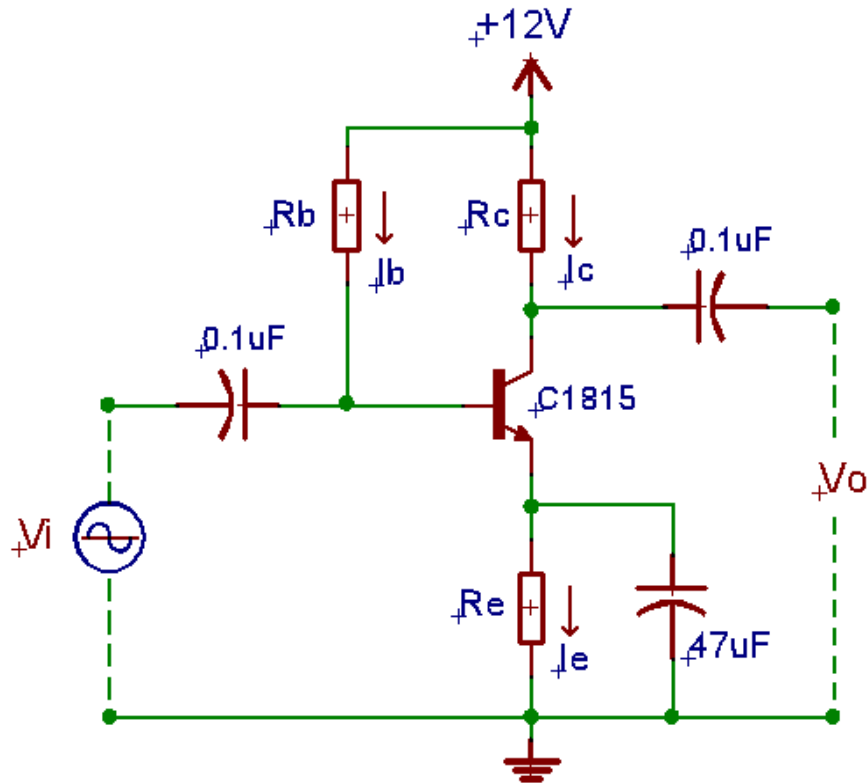 +12V
Rb
Rc
0.1uF
Ib
Ic
0.1uF
C1815
Vo
Vi
Re
Ie
47uF